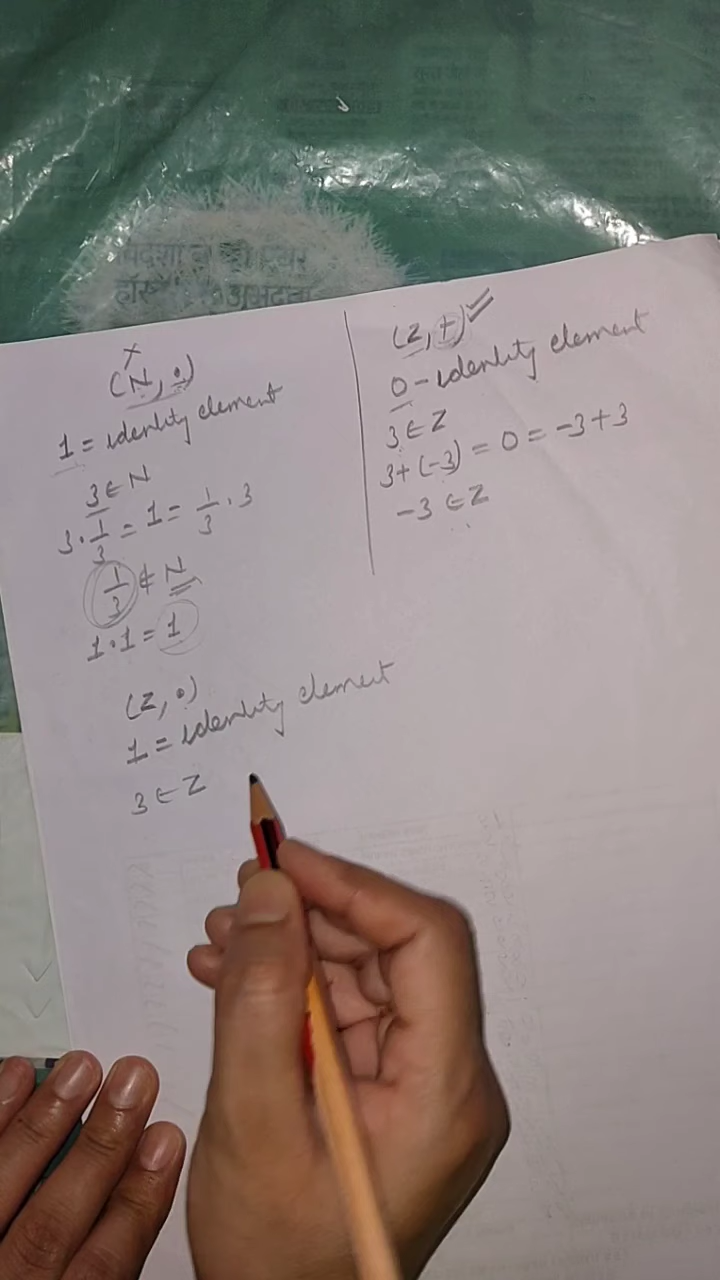 ×
(N, •)
1 = identity element
3 ∈ N
3 • 1/3 = 1 = 1/3 • 3
1/3 ∉ N
1 • 1 = 1
(Z, •)
1 = identity element
3 ∈ Z
(Z, +) ✓
0 - identity element
3 ∈ Z
3 + (-3) = 0 = -3 + 3
-3 ∈ Z